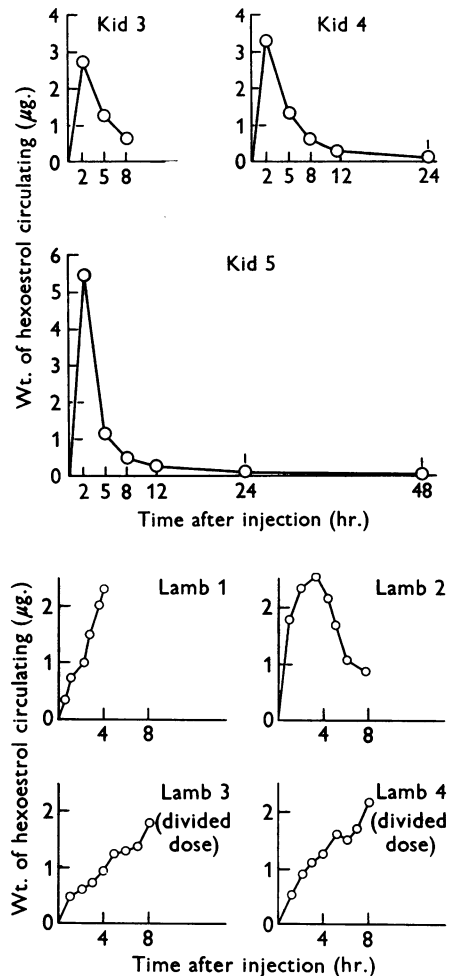 Wt. of hexoestrol circulating (µg.)
Kid 3
4
3
2
1
0
2 5 8
Kid 4
4
3
2
1
0
2 5 8 12 24
Kid 5
6
5
4
3
2
1
0
2 5 8 12 24 48
Time after injection (hr.)
Wt. of hexoestrol circulating (µg.)
Lamb 1
2
1
0
4 8
Lamb 2
2
1
0
4 8
Lamb 3
(divided
dose)
2
1
0
4 8
Lamb 4
(divided
dose)
2
1
0
4 8
Time after injection (hr.)